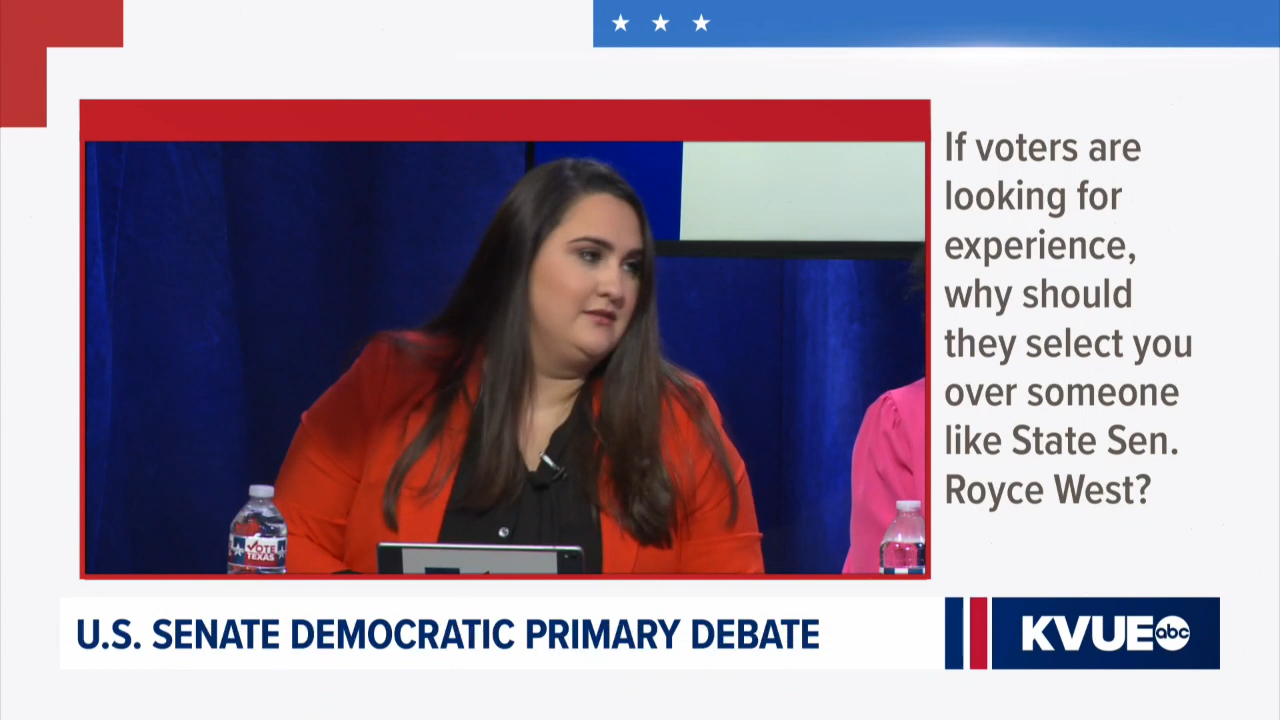 If voters are
looking for
experience,
why should
they select you
over someone
like State Sen.
Royce West?
VOTE
TEXAS
U.S. SENATE DEMOCRATIC PRIMARY DEBATE
KVUE abc